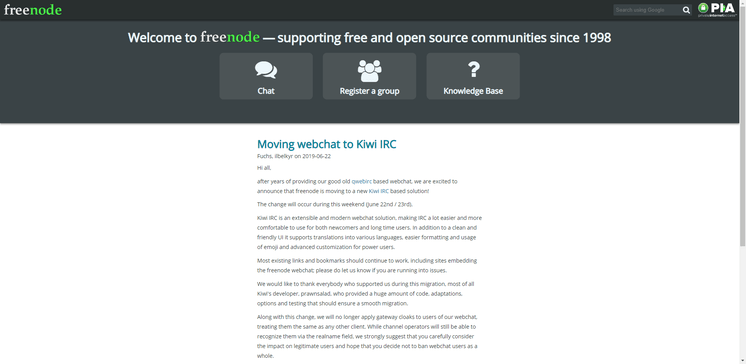 freenode
Search using Google
PIA
privateinternetaccess
Welcome to freenode — supporting free and open source communities since 1998
Chat
Register a group
Knowledge Base
Moving webchat to Kiwi IRC
Fuchs, ilbelkyr on 2019-06-22
Hi all,
after years of providing our good old qwebirc based webchat, we are excited to
announce that freenode is moving to a new Kiwi IRC based solution!
The change will occur during this weekend (June 22nd / 23rd).
Kiwi IRC is an extensible and modern webchat solution, making IRC a lot easier and more
comfortable to use for both newcomers and long time users. In addition to a clean and
friendly UI it supports translations into various languages, easier formatting and usage
of emoji and advanced customization for power users.
Most existing links and bookmarks should continue to work, including sites embedding
the freenode webchat; please do let us know if you are running into issues.
We would like to thank everybody who supported us during this migration, most of all
Kiwi's developer, prawnsalad, who provided a huge amount of code, adaptations,
options and testing that should ensure a smooth migration.
Along with this change, we will no longer apply gateway cloaks to users of our webchat,
treating them the same as any other client. While channel operators will still be able to
recognize them via the realname field, we strongly suggest that you carefully consider
the impact on legitimate users and hope that you decide not to ban webchat users as a
whole.